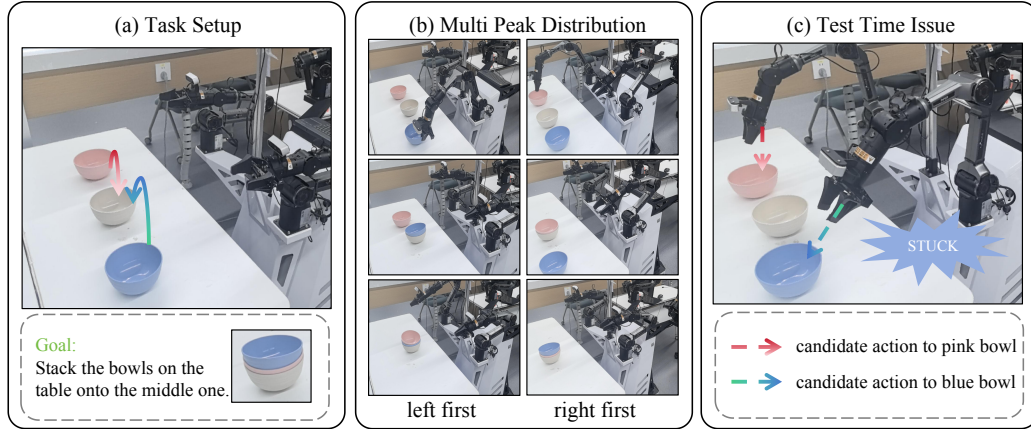 (a) Task Setup
Goal:
Stack the bowls on the
table onto the middle one.
(b) Multi Peak Distribution
left first
right first
(c) Test Time Issue
STUCK
candidate action to pink bowl
candidate action to blue bowl